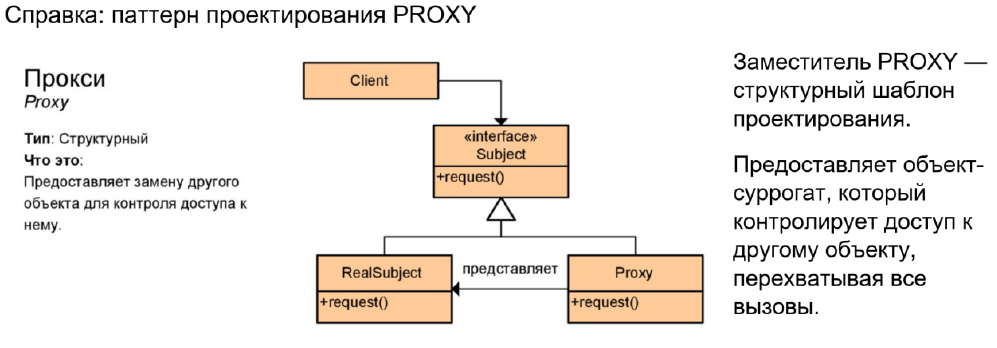 Справка: паттерн проектирования PROXY
Прокси
Proxy
Тип: Структурный
Что это:
Предоставляет замену другого
объекта для контроля доступа к
нему.
Client
«interface»
Subject
+request()
RealSubject
+request()
представляет
Proxy
+request()
Заместитель PROXY —
структурный шаблон
проектирования.
Предоставляет объект-
суррогат, который
контролирует доступ к
другому объекту,
перехватывая все
вызовы.